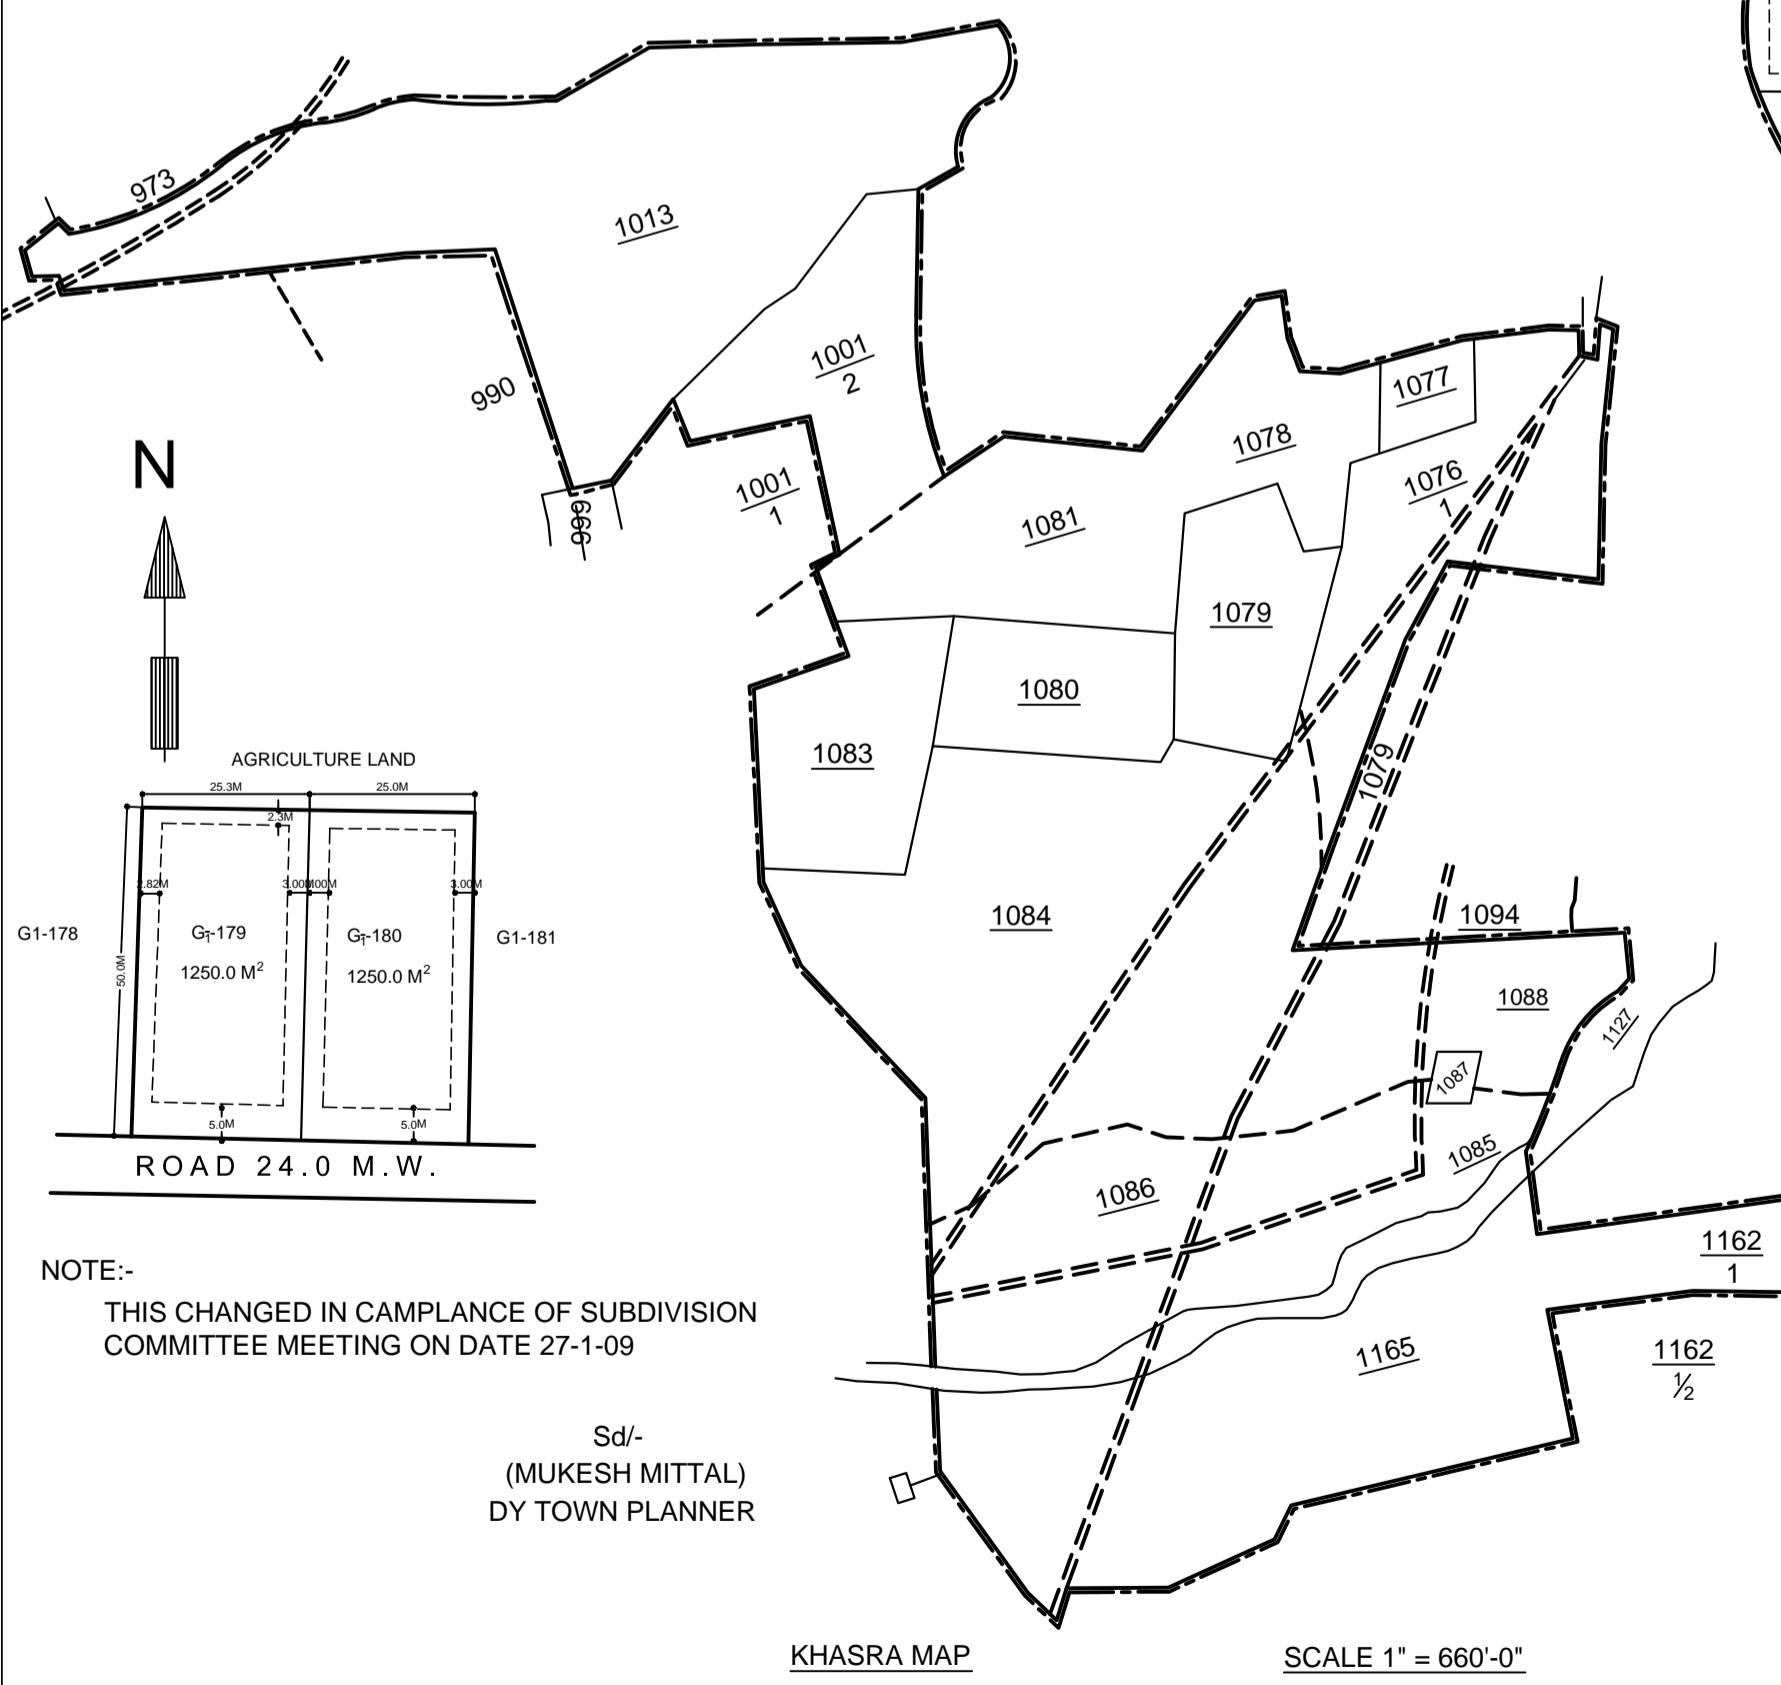 973
1013
1001
2
990
N
1001
1
999
1077
1078
1076
1
1081
1079
1080
1083
1079
1084
1094
1088
1127
1087
1085
1086
1162
1
1165
1162
½
AGRICULTURE LAND
25.3M
25.0M
2.3M
2.82M
3.00M
3.00M
G1-178
G1-179
G1-180
G1-181
1250.0 M²
1250.0 M²
50.0M
5.0M
5.0M
ROAD 24.0 M.W.
NOTE:-
THIS CHANGED IN CAMPLANCE OF SUBDIVISION
COMMITTEE MEETING ON DATE 27-1-09
Sd/-
(MUKESH MITTAL)
DY TOWN PLANNER
KHASRA MAP
SCALE 1" = 660'-0"